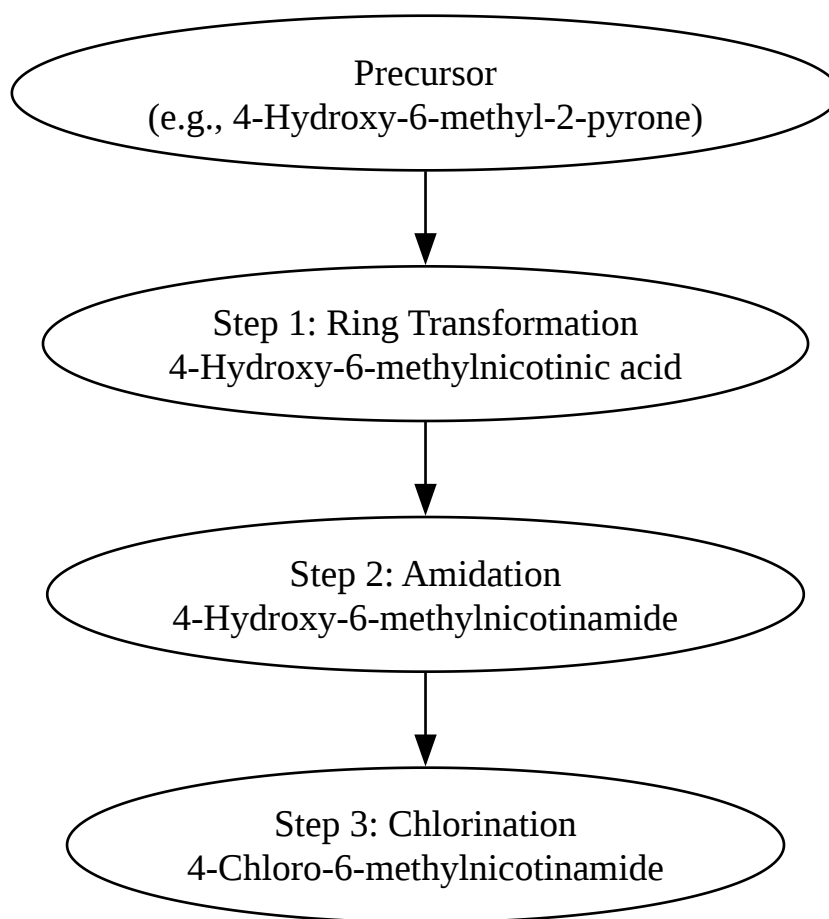 Precursor
(e.g., 4-Hydroxy-6-methyl-2-pyrone)
Step 1: Ring Transformation
4-Hydroxy-6-methylnicotinic acid
Step 2: Amidation
4-Hydroxy-6-methylnicotinamide
Step 3: Chlorination
4-Chloro-6-methylnicotinamide